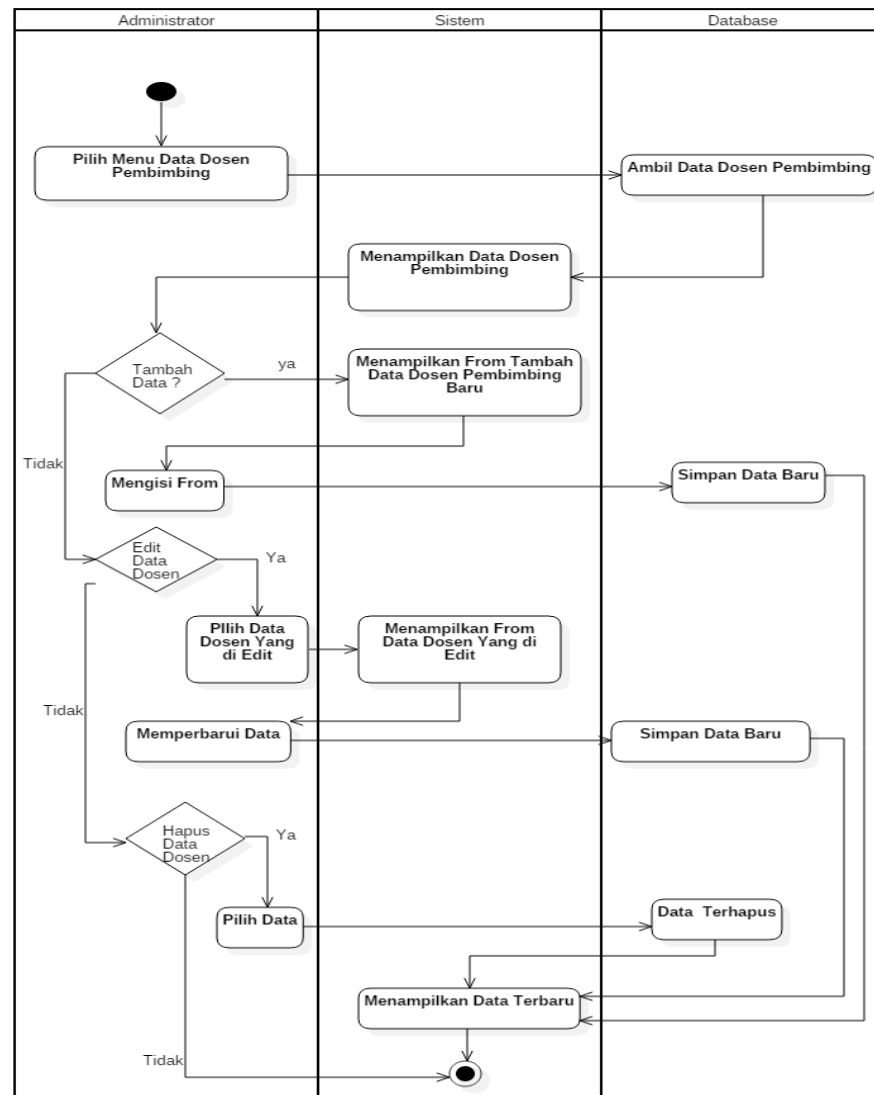 Administrator
Sistem
Database
Pilih Menu Data Dosen
Pembimbing
Ambil Data Dosen Pembimbing
Menampilkan Data Dosen
Pembimbing
Tambah
Data ?
ya
Menampilkan From Tambah
Data Dosen Pembimbing
Baru
Tidak
Mengisi From
Simpan Data Baru
Edit
Data
Dosen
Ya
PIlih Data
Dosen Yang
di Edit
Menampilkan From
Data Dosen Yang di
Edit
Tidak
Memperbarui Data
Simpan Data Baru
Hapus
Data
Dosen
Ya
Pilih Data
Data  Terhapus
Menampilkan Data Terbaru
Tidak